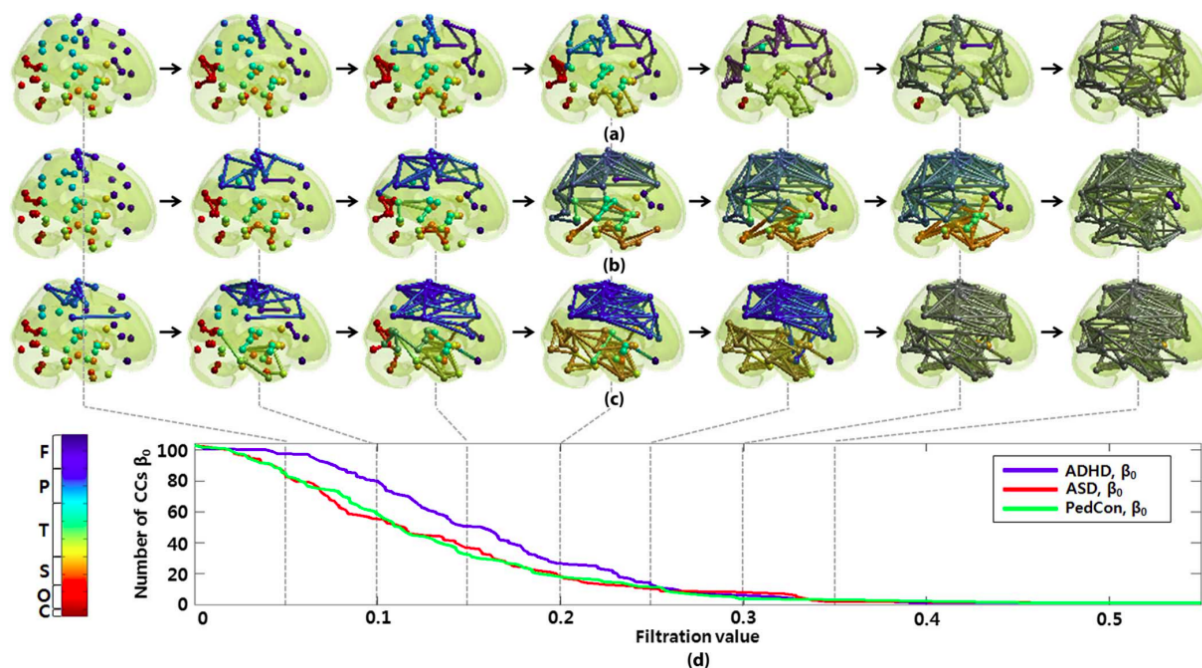 (a)
(b)
(c)
F
P
T
S
O
C
Number of CCs β₀
100
80
60
40
20
0
ADHD, β₀
ASD, β₀
PedCon, β₀
0 0.1 0.2 0.3 0.4 0.5
Filtration value
(d)